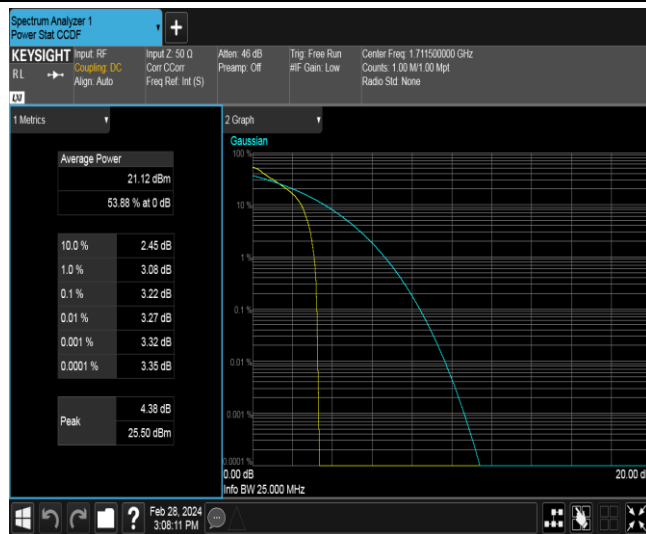 Spectrum Analyzer 1
Power Stat CCDF
KEYSIGHT
RL
LXI
Input: RF
Coupling: DC
Align: Auto
Input Z: 50 Ω
Corr CCorr
Freq Ref: Int (S)
Atten: 46 dB
Preamp: Off
Trig: Free Run
#IF Gain: Low
Center Freq: 1.711500000 GHz
Counts: 1.00 M/1.00 Mpt
Radio Std: None
1 Metrics
Average Power
21.12 dBm
53.88 % at 0 dB
10.0 % 2.45 dB
1.0 % 3.08 dB
0.1 % 3.22 dB
0.01 % 3.27 dB
0.001 % 3.32 dB
0.0001 % 3.35 dB
Peak
4.38 dB
25.50 dBm
2 Graph
Gaussian
100 %
10 %
1 %
0.1 %
0.01 %
0.001 %
0.0001 %
0.00 dB
20.00 d
Info BW 25.000 MHz
Feb 28, 2024
3:08:11 PM